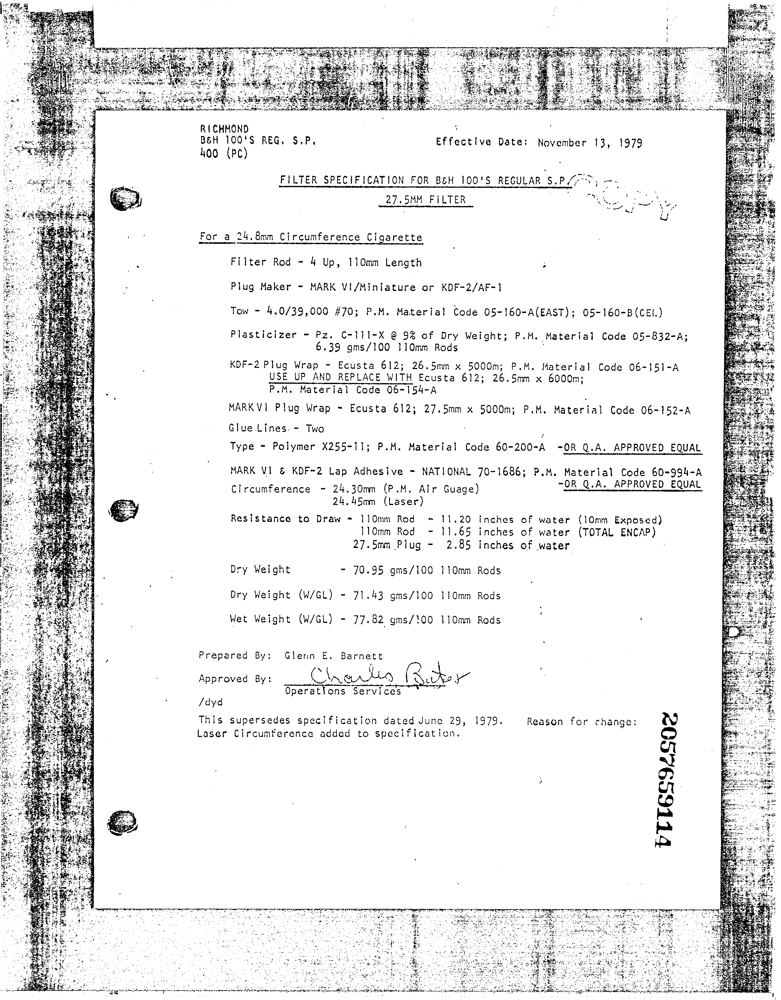 RICHMOND
B&H 100'S REG. S.P.
Effective Date: November 13, 1979
400 (PC)
FILTER SPECIFICATION FOR B&H 100'S REGULAR S.P.
COPY
27.5MM FILTER
For a 24.8mm Circumference Cigarette
Filter Rod - 4 Up, 110mm Length
Plug Maker - MARK VI/Miniature or KDF-2/AF-1
Tow - 4.0/39,000 #70; P.M. Material Code 05-160-A(EAST); 05-160-B(CEL)
Plasticizer - Pz. C-111-X @ 9% of Dry Weight; P.M. Material Code 05-832-A;
6.39 gms/100 110mm Rods
KDF-2 Plug Wrap - Ecusta 612; 26.5mm x 5000m; P.M. Material Code 06-151-A
USE UP AND REPLACE WITH Ecusta 612; 26.5mm x 6000m;
P.M. Material Code 06-154-A
MARK VI Plug Wrap - Ecusta 612; 27.5mm x 5000m; P.M. Material Code 06-152-A
Glue Lines - Two
Type - Polymer X255-11; P.M. Material Code 60-200-A -OR Q.A. APPROVED EQUAL
MARK VI & KDF-2 Lap Adhesive - NATIONAL 70-1686; P.M. Material Code 60-994-A
-OR Q.A. APPROVED EQUAL
Circumference - 24.30mm (P.M. Air Guage)
24.45mm (Laser)
Resistance to Draw - 110mm Rod - 11.20 inches of water (10mm Exposed)
110mm Rod - 11.65 inches of water (TOTAL ENCAP)
27.5mm Plug - 2.85 inches of water
Dry Weight - 70.95 gms/100 110mm Rods
Dry Weight (W/GL) - 71.43 gms/100 110mm Rods
Wet Weight (W/GL) - 77.82 gms/100 110mm Rods
Prepared By: Glenn E. Barnett
Approved By: Charles Bates
Operations Services
/dyd
This supersedes specification dated June 29, 1979. Reason for change:
Laser Circumference added to specification.
2057659114